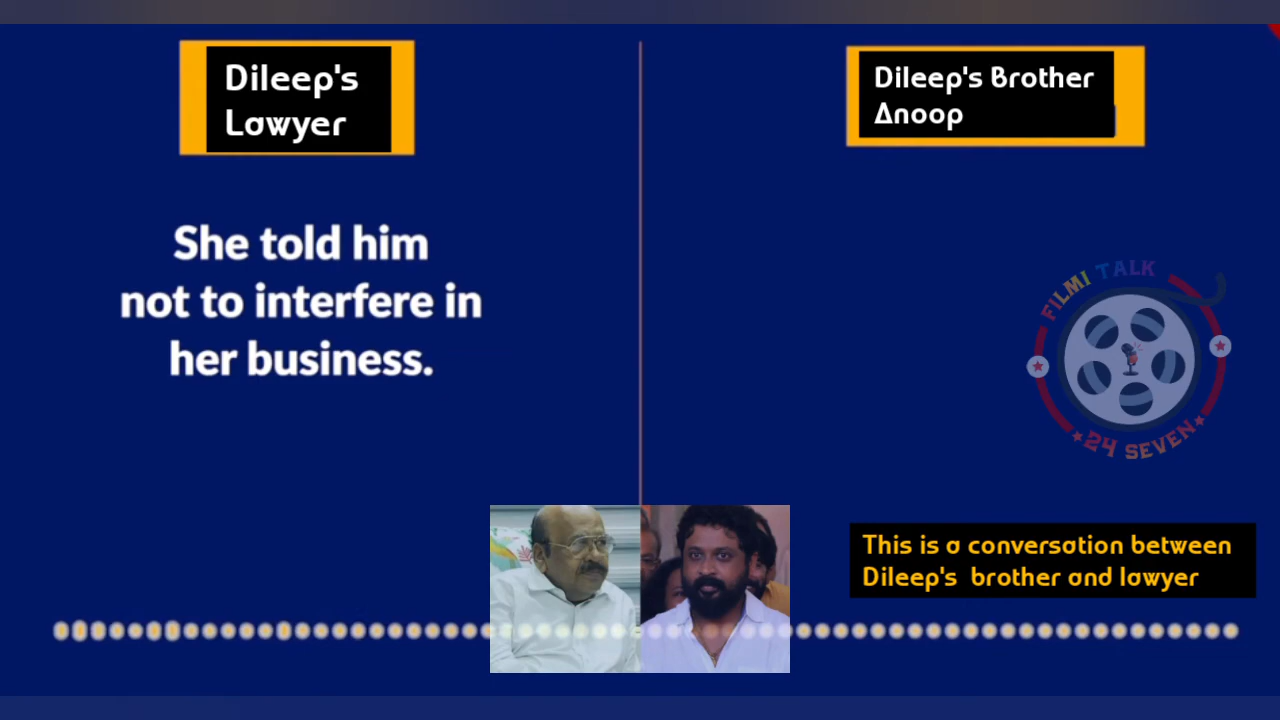 Dileep's
Lawyer
Dileep's Brother
Anoop
She told him
not to interfere in
her business.
FILMI TALK
24 SEVEN
This is a conversation between
Dileep's brother and lawyer